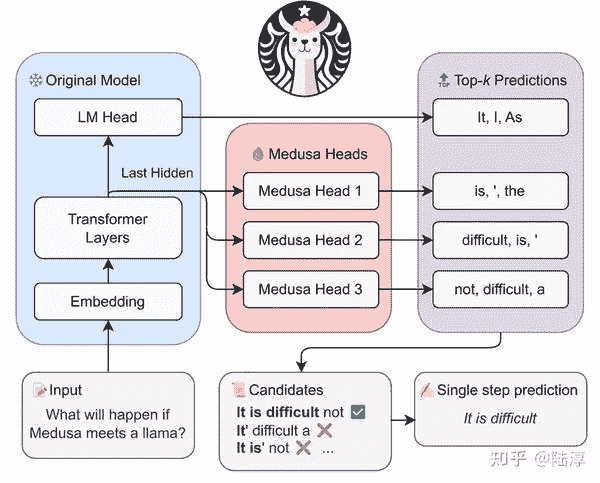 Original Model
LM Head
Last Hidden
Transformer
Layers
Embedding
Medusa Heads
Medusa Head 1
Medusa Head 2
Medusa Head 3
TOP
Top-k Predictions
It, I, As
is, ', the
difficult, is, '
not, difficult, a
Input
What will happen if
Medusa meets a llama?
Candidates
It is difficult not
It' difficult a
It is' not ...
Single step prediction
It is difficult
知乎 @陆淳